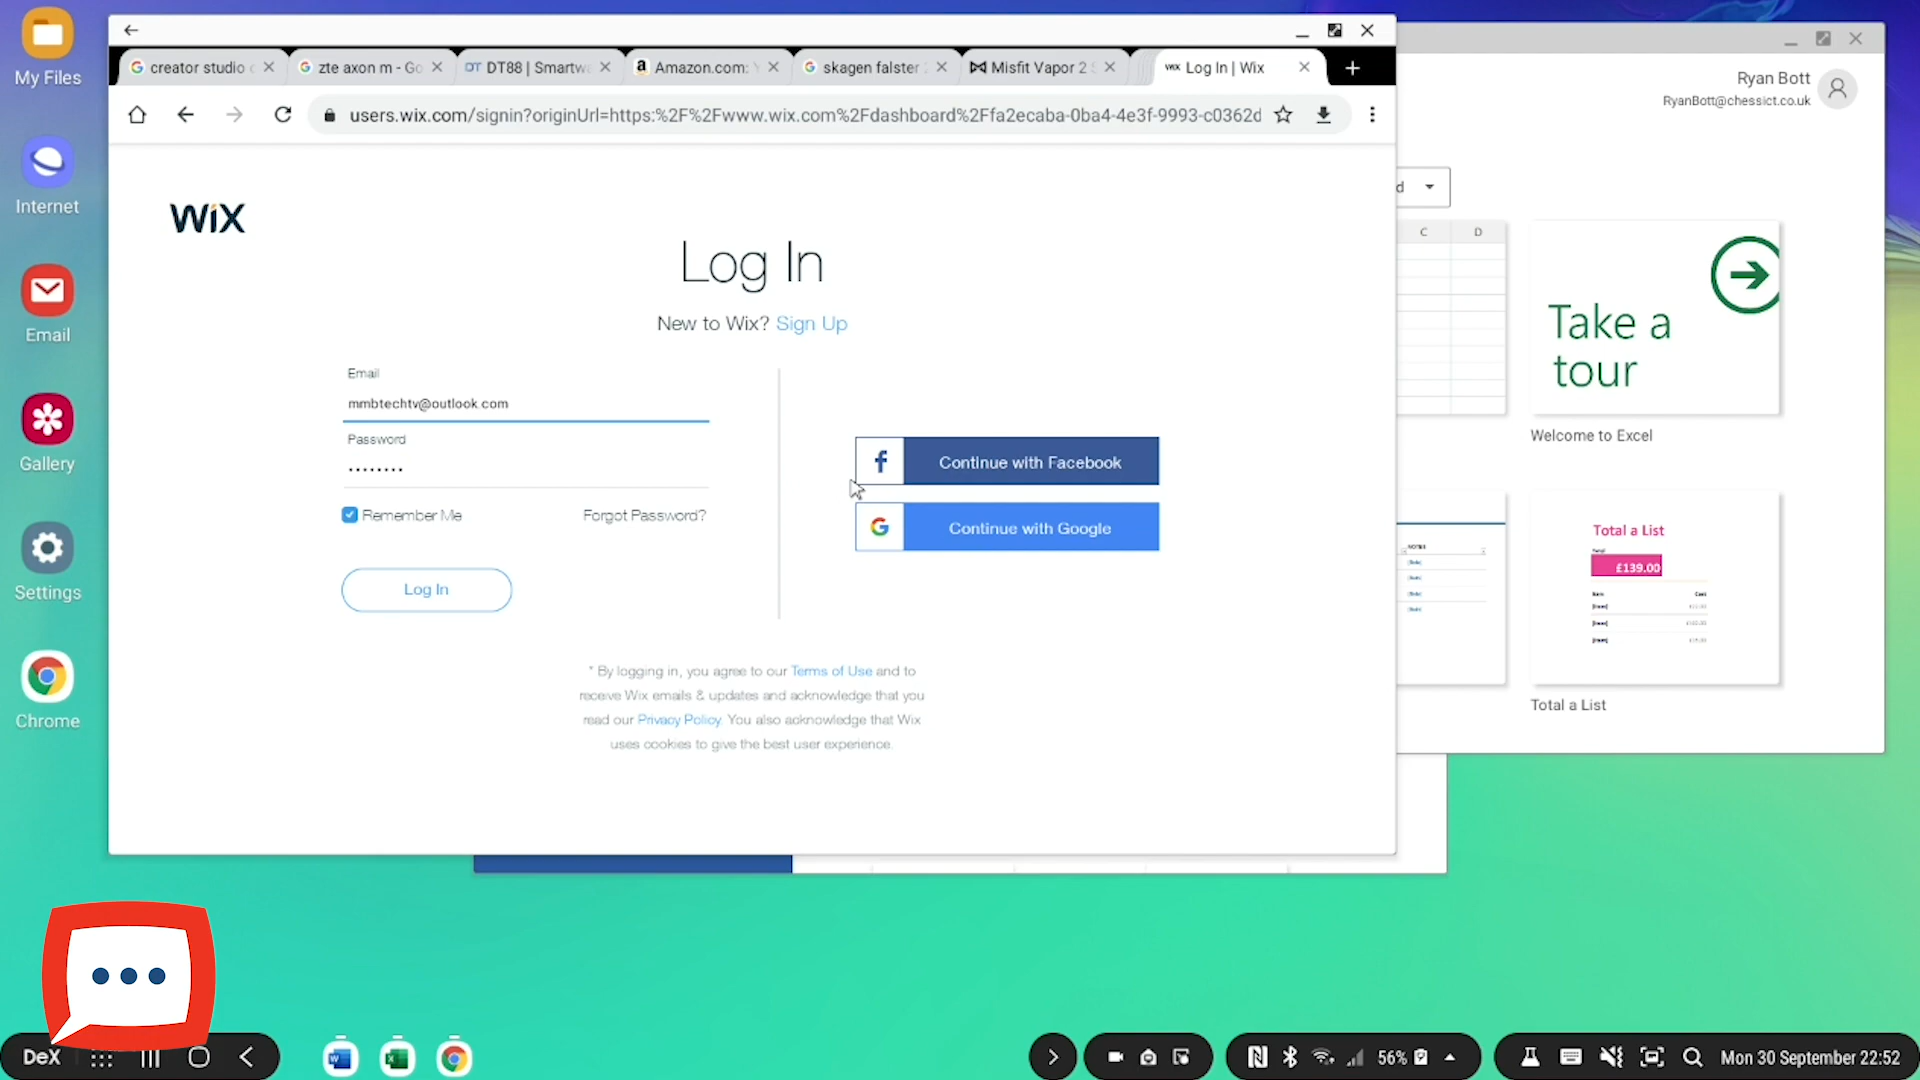 My Files
Internet
Email
Gallery
Settings
Chrome
creator studio
zte axon m - Go
DT88 | Smartwa
Amazon.com:
skagen falster
Misfit Vapor 2 S
WIX Log In | Wix
users.wix.com/signin?originUrl=https:%2F%2Fwww.wix.com%2Fdashboard%2Ffa2ecaba-0ba4-4e3f-9993-c0362d
WiX
Log In
New to Wix? Sign Up
Email
mmbtechtv@outlook.com
Password
Remember Me
Forgot Password?
Log In
Continue with Facebook
Continue with Google
* By logging in, you agree to our Terms of Use and to
receive Wix emails & updates and acknowledge that you
read our Privacy Policy. You also acknowledge that Wix
uses cookies to give the best user experience.
Ryan Bott
RyanBott@chessict.co.uk
d
C D
Take a
tour
Welcome to Excel
NOTES
Total a List
£139.00
Total a List
DeX
56%
Mon 30 September 22:52